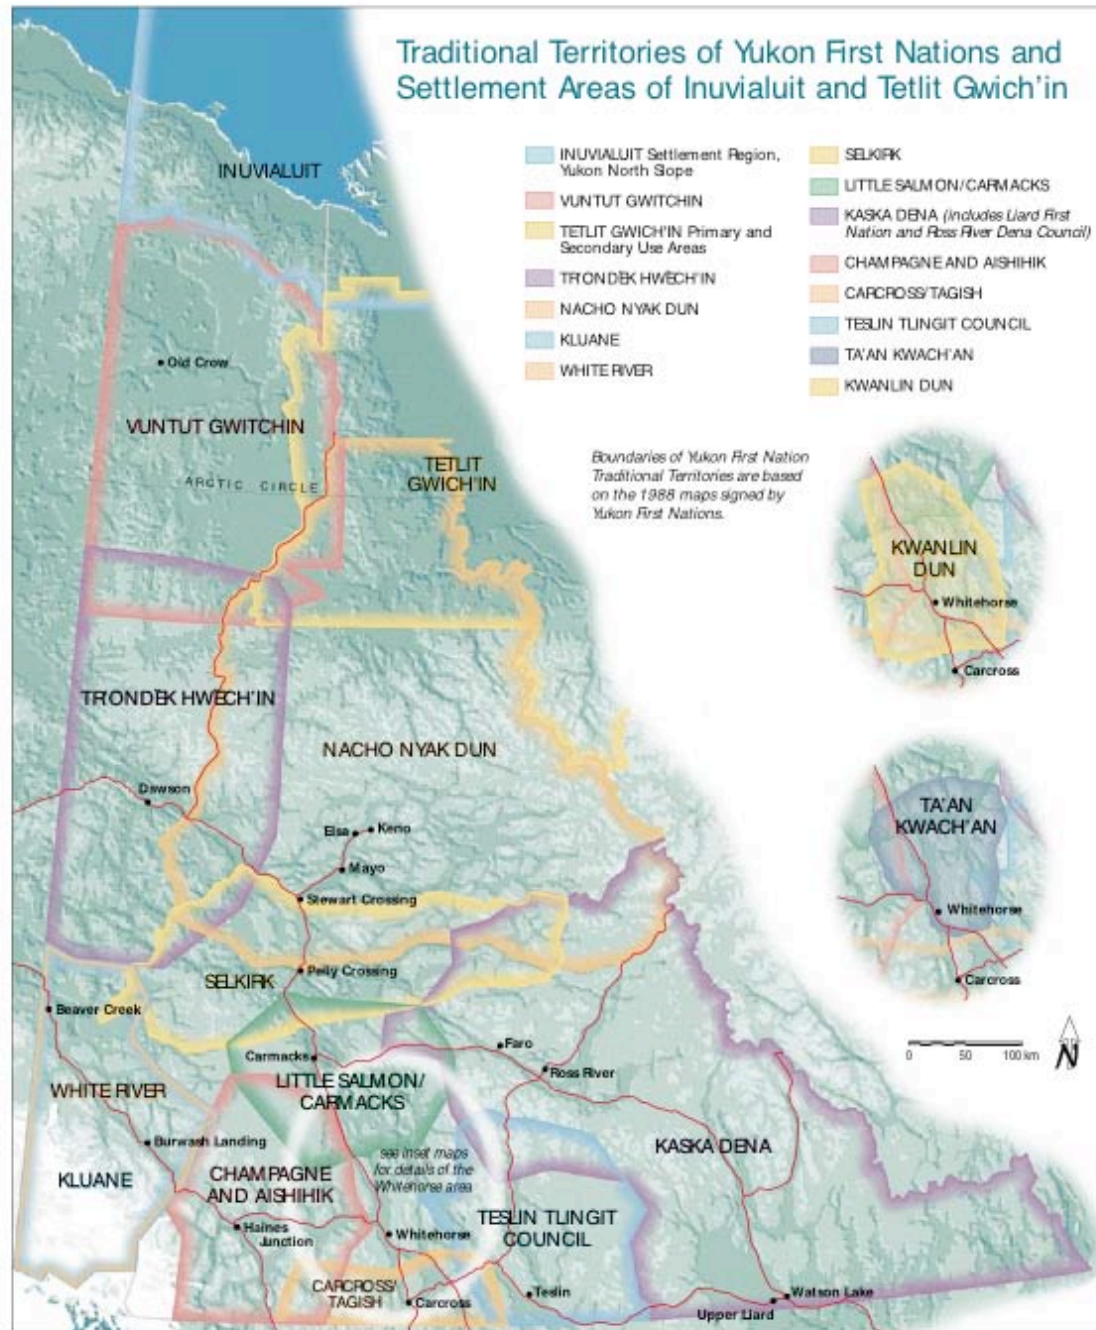 Traditional Territories of Yukon First Nations and
Settlement Areas of Inuvialuit and Tetlit Gwich'in
INUVIALUIT Settlement Region,
Yukon North Slope
VUNTUT GWITCHIN
TETLIT GWICH'IN Primary and
Secondary Use Areas
TR'ONDËK HWËCH'IN
NACHO NYAK DUN
KLUANE
WHITE RIVER
SELKIRK
LITTLE SALMON/CARMACKS
KASKA DENA (includes Liard First
Nation and Ross River Dena Council)
CHAMPAGNE AND AISHIHIK
CARCROSS/TAGISH
TESLIN TLINGIT COUNCIL
TA'AN KWACH'AN
KWANLIN DUN
Boundaries of Yukon First Nation
Traditional Territories are based
on the 1988 maps signed by
Yukon First Nations.
INUVIALUIT
Old Crow
VUNTUT GWITCHIN
ARCTIC CIRCLE
TETLIT
GWICH'IN
TR'ONDËK HWËCH'IN
NACHO NYAK DUN
Dawson
Elsa
Keno
Mayo
Stewart Crossing
Pelly Crossing
SELKIRK
Beaver Creek
Carmacks
Faro
Ross River
LITTLE SALMON/
CARMACKS
WHITE RIVER
Burwash Landing
KLUANE
CHAMPAGNE
AND AISHIHIK
see inset maps
for details of the
Whitehorse area
KASKA DENA
Haines
Junction
Whitehorse
TESLIN TLINGIT
COUNCIL
CARCROSS/
TAGISH
Carcross
Teslin
Watson Lake
Upper Liard
KWANLIN
DUN
Whitehorse
Carcross
TA'AN
KWACH'AN
Whitehorse
Carcross
0 50 100 km
N